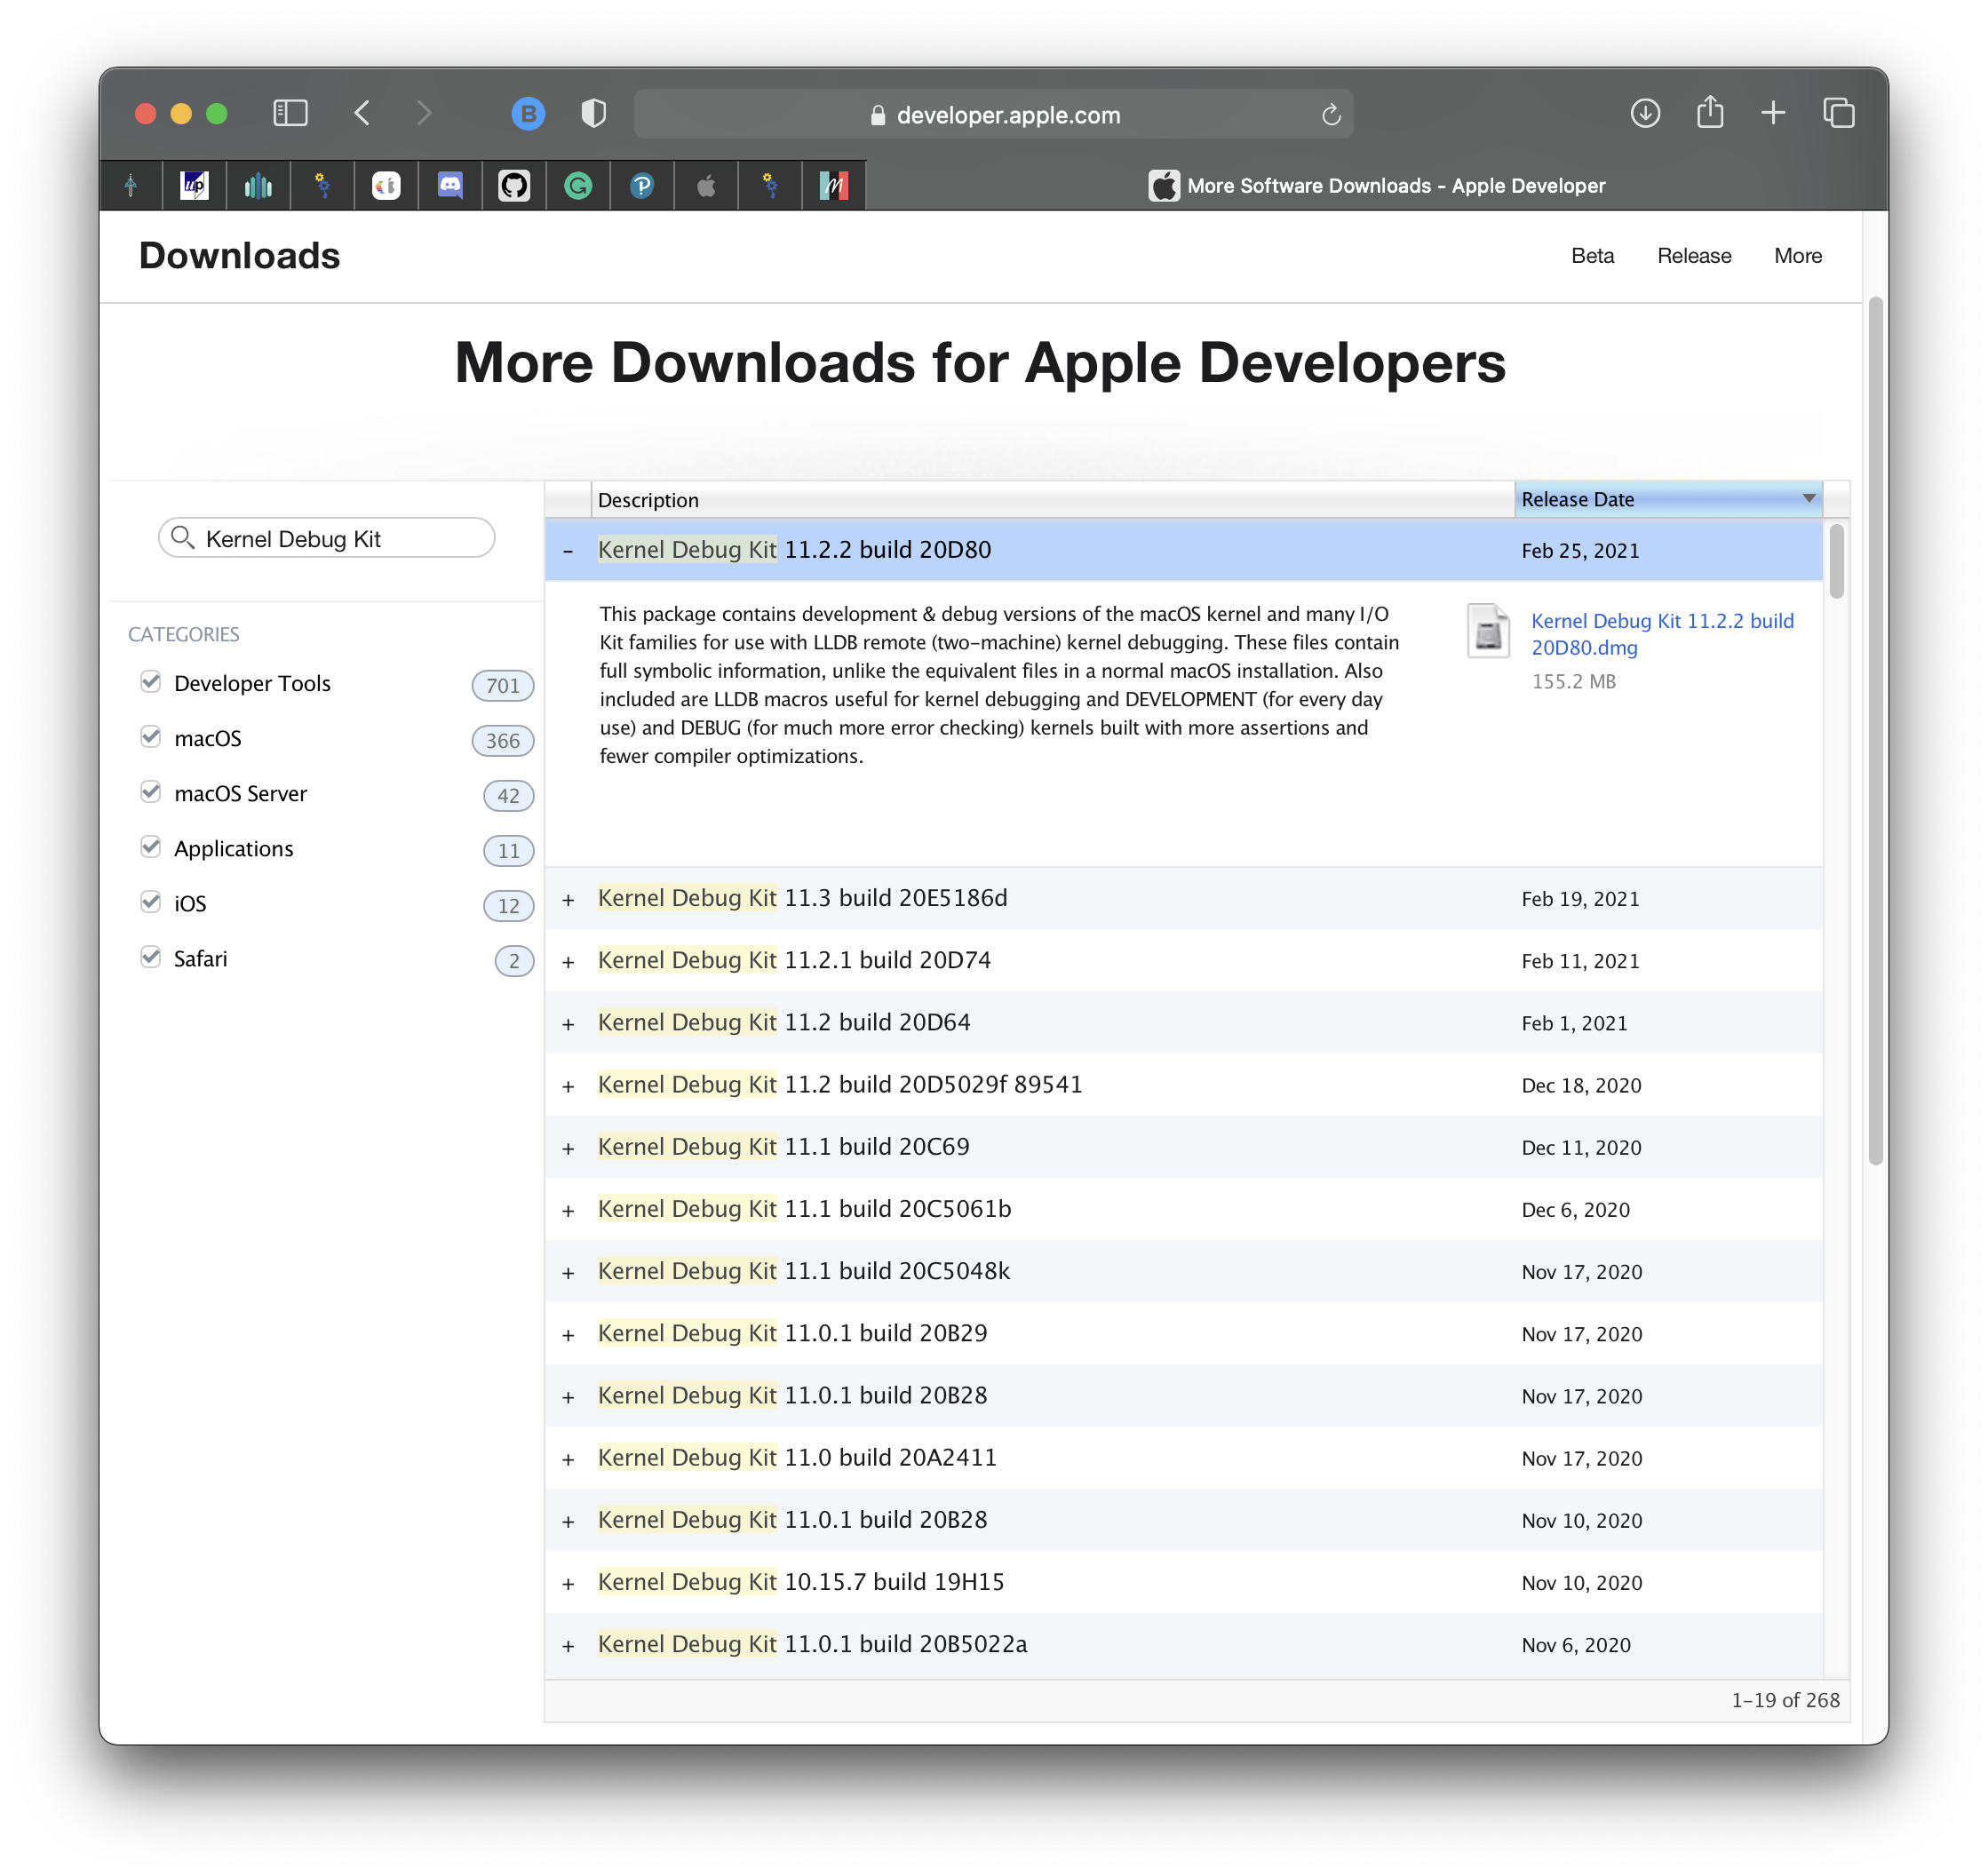 B
developer.apple.com
up
G
P
M
More Software Downloads - Apple Developer
Downloads
Beta
Release
More
More Downloads for Apple Developers
Kernel Debug Kit
CATEGORIES
Developer Tools 701
macOS 366
macOS Server 42
Applications 11
iOS 12
Safari 2
Description Release Date
– Kernel Debug Kit 11.2.2 build 20D80 Feb 25, 2021
This package contains development & debug versions of the macOS kernel and many I/O
Kit families for use with LLDB remote (two-machine) kernel debugging. These files contain
full symbolic information, unlike the equivalent files in a normal macOS installation. Also
included are LLDB macros useful for kernel debugging and DEVELOPMENT (for every day
use) and DEBUG (for much more error checking) kernels built with more assertions and
fewer compiler optimizations.
Kernel Debug Kit 11.2.2 build
20D80.dmg
155.2 MB
+ Kernel Debug Kit 11.3 build 20E5186d Feb 19, 2021
+ Kernel Debug Kit 11.2.1 build 20D74 Feb 11, 2021
+ Kernel Debug Kit 11.2 build 20D64 Feb 1, 2021
+ Kernel Debug Kit 11.2 build 20D5029f 89541 Dec 18, 2020
+ Kernel Debug Kit 11.1 build 20C69 Dec 11, 2020
+ Kernel Debug Kit 11.1 build 20C5061b Dec 6, 2020
+ Kernel Debug Kit 11.1 build 20C5048k Nov 17, 2020
+ Kernel Debug Kit 11.0.1 build 20B29 Nov 17, 2020
+ Kernel Debug Kit 11.0.1 build 20B28 Nov 17, 2020
+ Kernel Debug Kit 11.0 build 20A2411 Nov 17, 2020
+ Kernel Debug Kit 11.0.1 build 20B28 Nov 10, 2020
+ Kernel Debug Kit 10.15.7 build 19H15 Nov 10, 2020
+ Kernel Debug Kit 11.0.1 build 20B5022a Nov 6, 2020
1–19 of 268